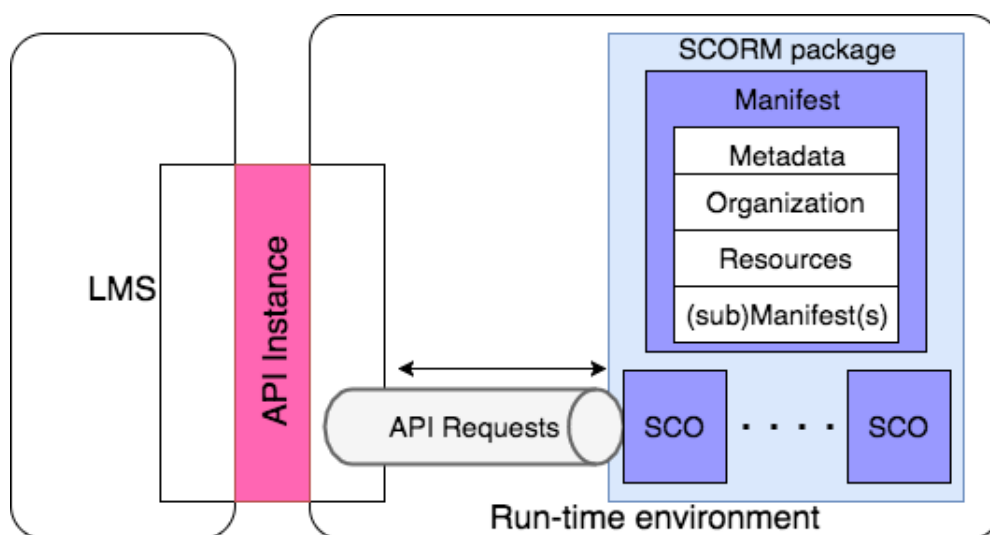 SCORM package
Manifest
Metadata
Organization
Resources
(sub)Manifest(s)
LMS
API Instance
API Requests
SCO
SCO
Run-time environment